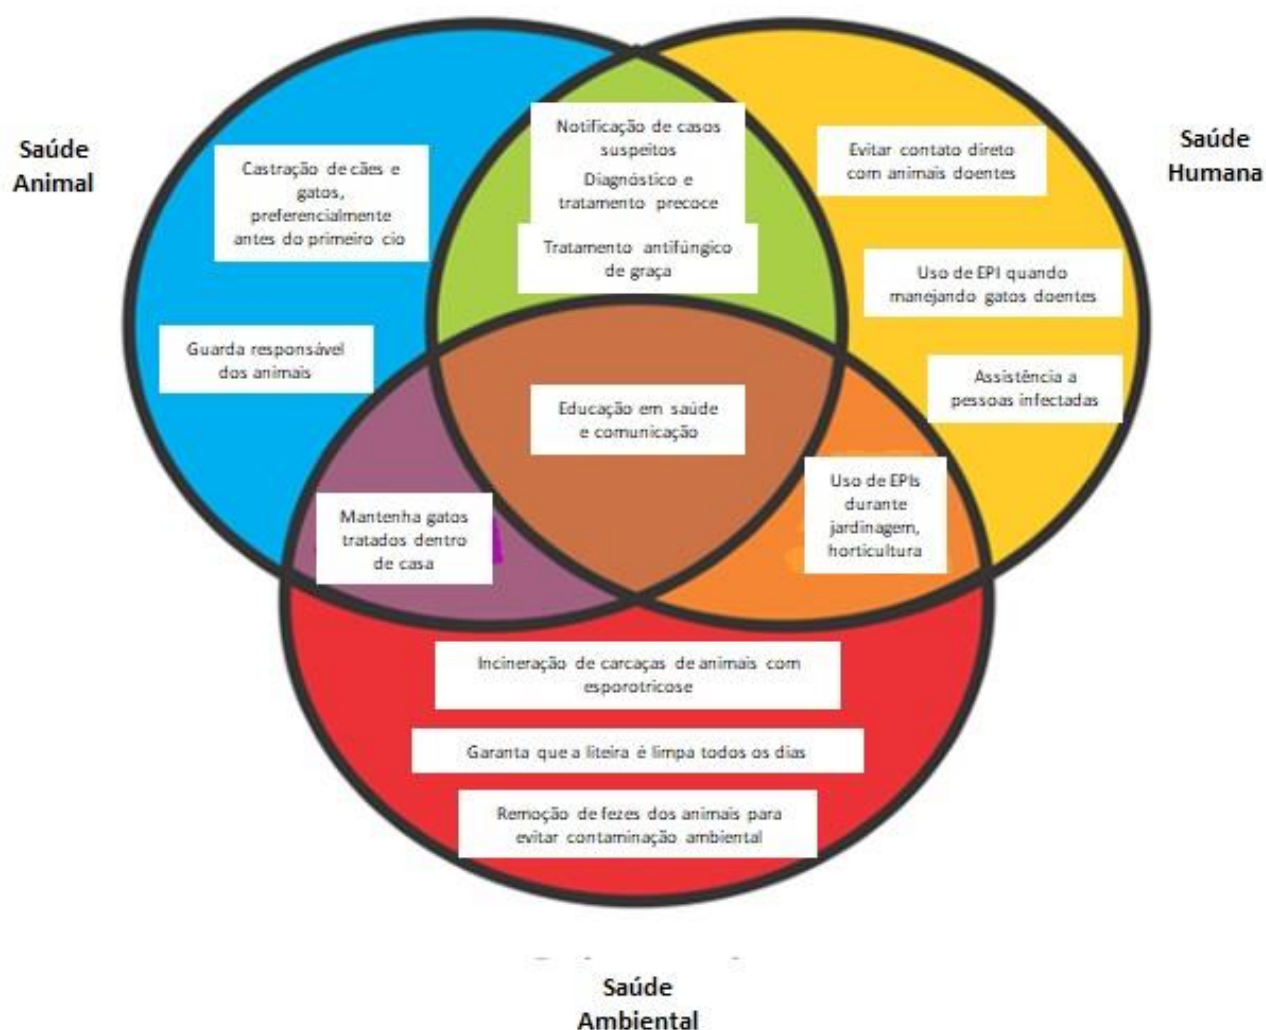 Saúde
Animal
Saúde
Humana
Castração de cães e
gatos,
preferencialmente
antes do primeiro cio
Guarda responsável
dos animais
Notificação de casos
suspeitos
Diagnóstico e
tratamento precoce
Tratamento antifúngico
de graça
Evitar contato direto
com animais doentes
Uso de EPI quando
manejando gatos doentes
Assistência a
pessoas infectadas
Educação em saúde
e comunicação
Mantenha gatos
tratados dentro
de casa
Uso de EPIs
durante
jardinagem,
horticultura
Incineração de carcaças de animais com
esporotricose
Garanta que a liteira é limpa todos os dias
Remoção de fezes dos animais para
evitar contaminação ambiental
Saúde
Ambiental